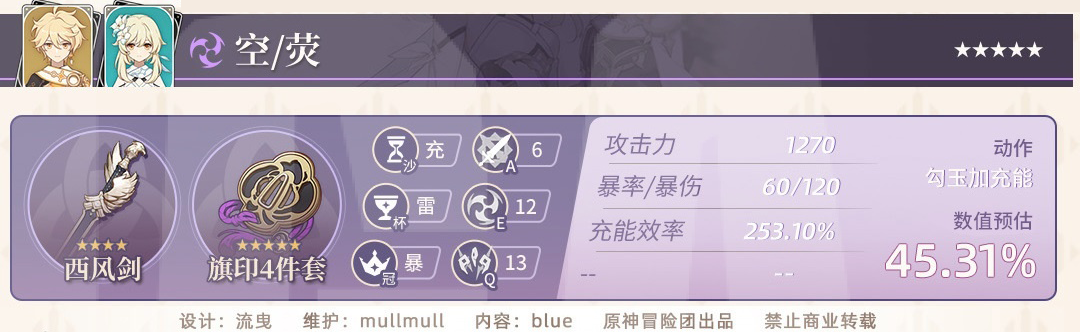 空/荧
★★★★★
★★★★
西风剑
★★★★★
旗印4件套
沙 充
A 6
杯 雷
E 12
冠 暴
Q 13
攻击力 1270
暴率/暴伤 60/120
充能效率 253.10%
-- --
动作
勾玉加充能
数值预估
45.31%
设计：流曳 维护：mullmull 内容：blue 原神冒险团出品 禁止商业转载